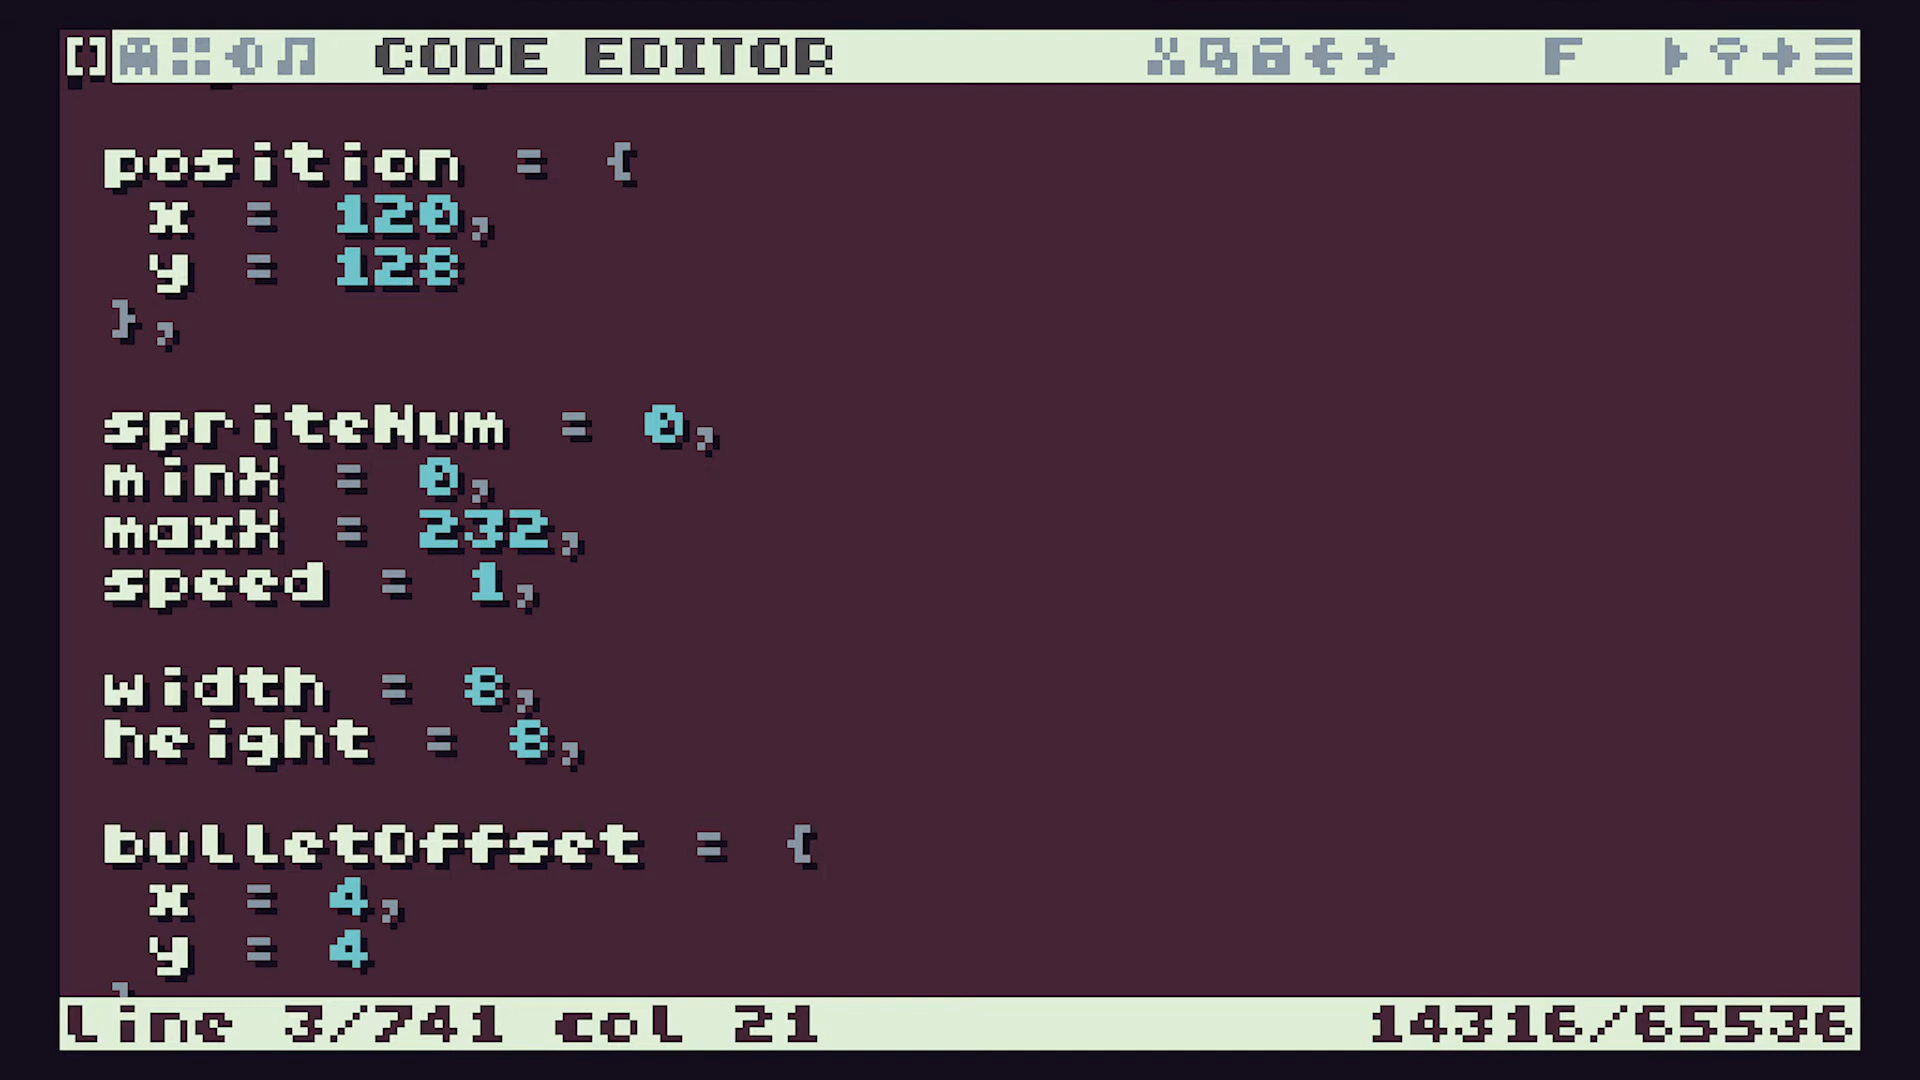 CODE EDITOR F
position = {
x = 120,
y = 128
},
spriteNum = 0,
minX = 0,
maxX = 232,
speed = 1,
width = 8,
height = 8,
bulletOffset = {
x = 4,
y = 4
line 3/741 col 21 14316/65536